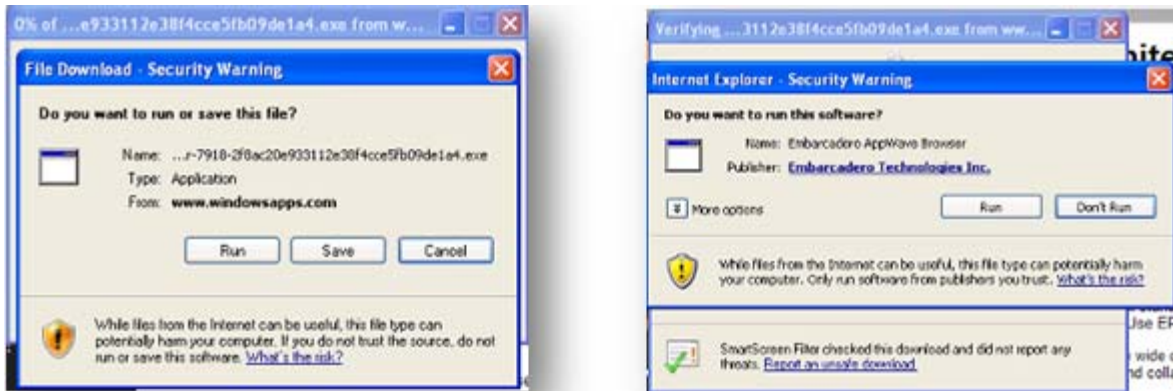 0% of ...e933112e38f4cce5fb09de1a4.exe from w...
File Download - Security Warning
Do you want to run or save this file?
Name: ...r-7918-2f8ac20e933112e38f4cce5fb09de1a4.exe
Type: Application
From: www.windowsapps.com
Run Save Cancel
While files from the Internet can be useful, this file type can
potentially harm your computer. If you do not trust the source, do not
run or save this software. What's the risk?
Verifying ...3112e38f4cce5fb09de1a4.exe from ww...
Internet Explorer - Security Warning
Do you want to run this software?
Name: Embarcadero AppWave Browser
Publisher: Embarcadero Technologies Inc.
More options Run Don't Run
While files from the Internet can be useful, this file type can potentially harm
your computer. Only run software from publishers you trust. What's the risk?
SmartScreen Filter checked this download and did not report any
threats. Report an unsafe download
wide